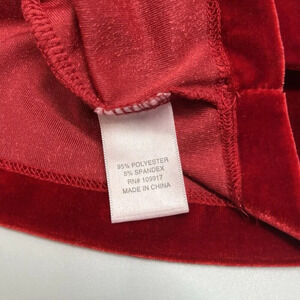 95% POLYESTER
5% SPANDEX
RN# 109917
MADE IN CHINA